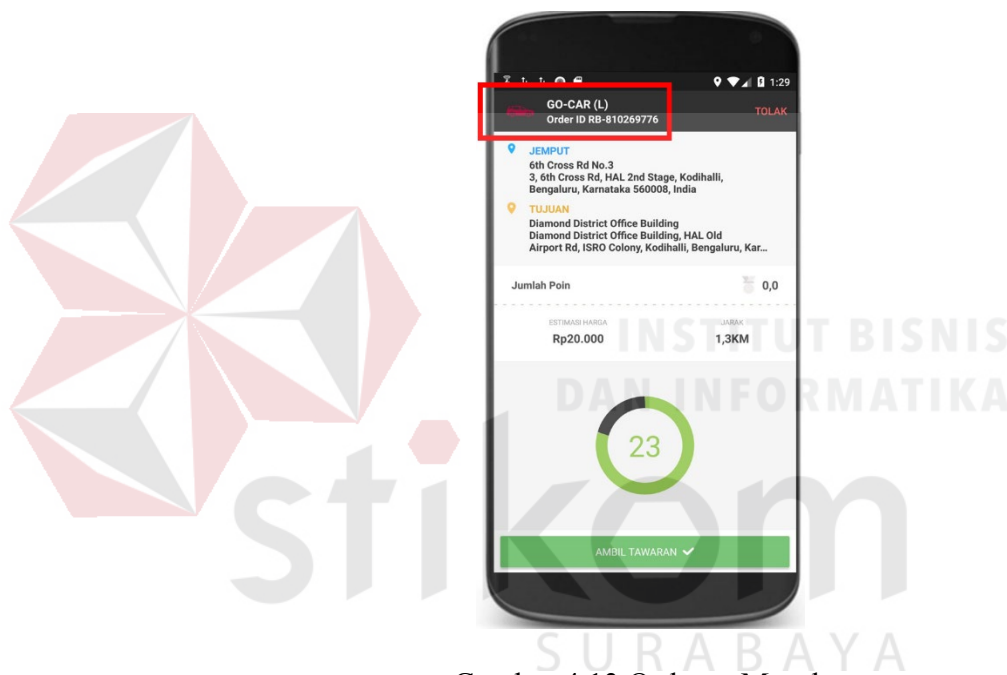 1:29
GO-CAR (L)
Order ID RB-810269776
TOLAK
JEMPUT
6th Cross Rd No.3
3, 6th Cross Rd, HAL 2nd Stage, Kodihalli,
Bengaluru, Karnataka 560008, India
TUJUAN
Diamond District Office Building
Diamond District Office Building, HAL Old
Airport Rd, ISRO Colony, Kodihalli, Bengaluru, Kar...
Jumlah Poin 0,0
ESTIMASI HARGA JARAK
Rp20.000 1,3KM
23
AMBIL TAWARAN
INSTITUT BISNIS
DAN INFORMATIKA
stikom
SURABAYA